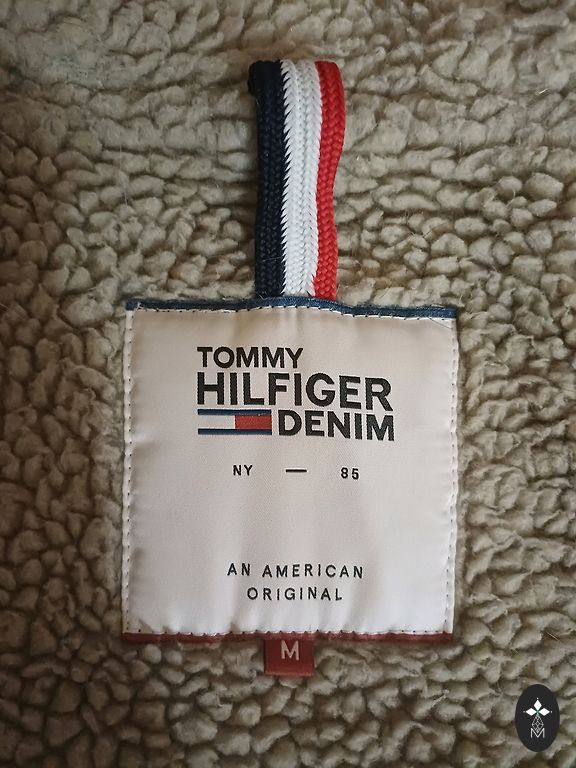 TOMMY
HILFIGER
DENIM
NY — 85
AN AMERICAN
ORIGINAL
M
M